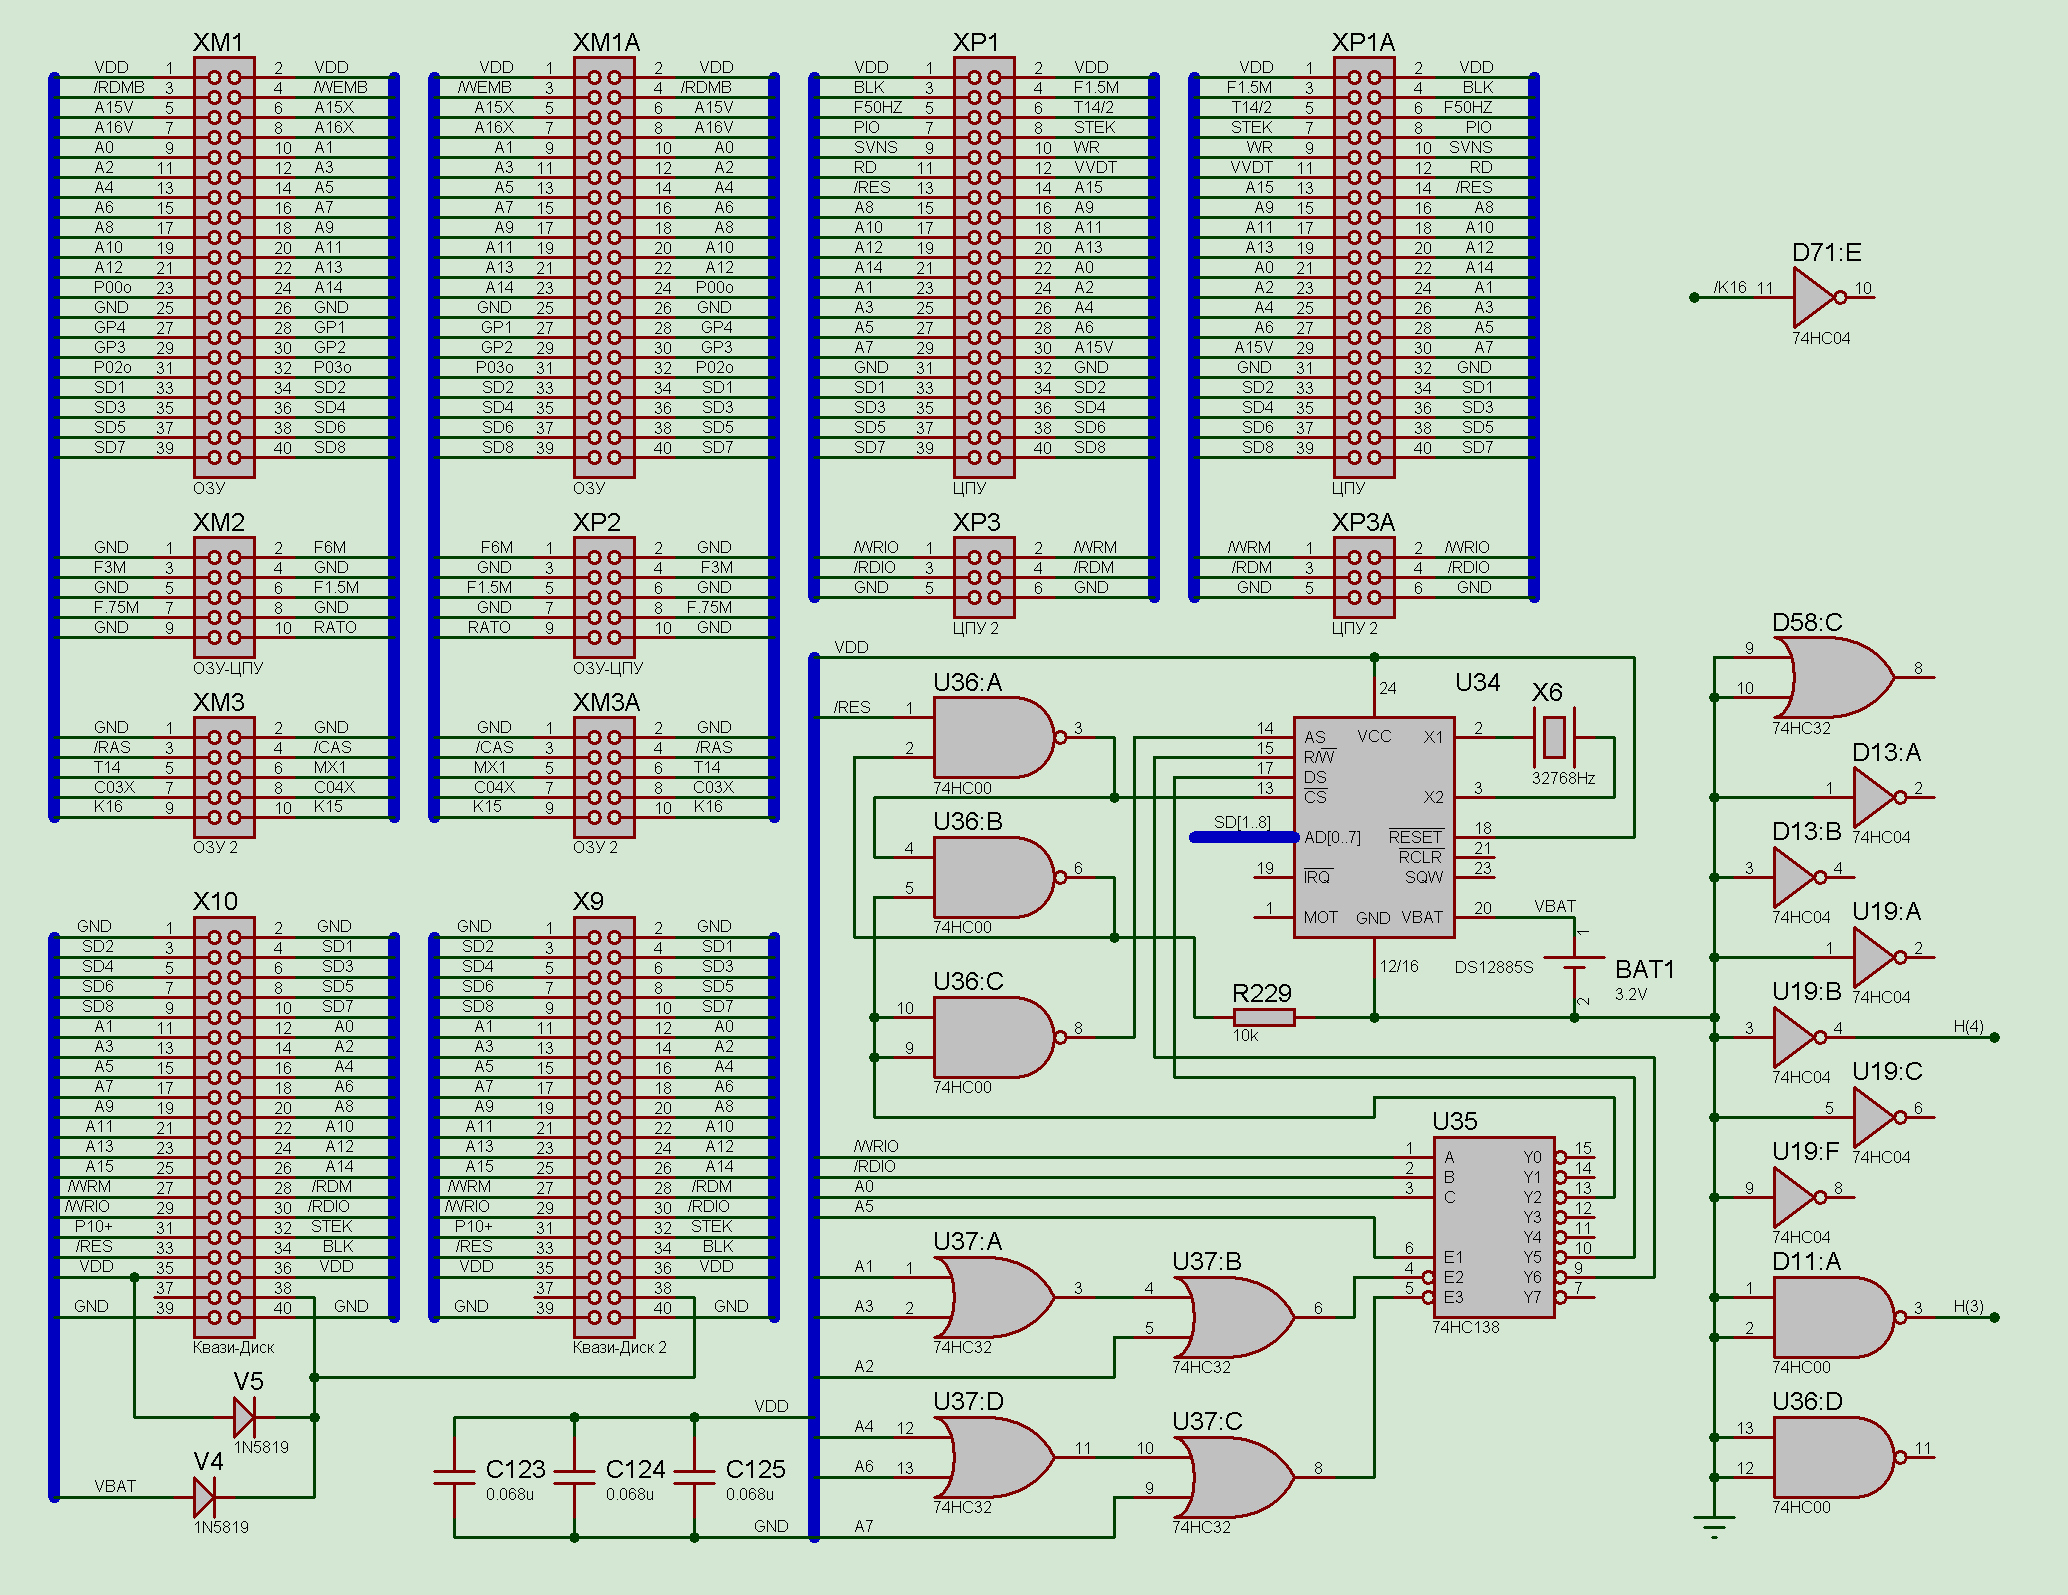 XM1
VDD 1 2 VDD
/RDMB 3 4 /WEMB
A15V 5 6 A15X
A16V 7 8 A16X
A0 9 10 A1
A2 11 12 A3
A4 13 14 A5
A6 15 16 A7
A8 17 18 A9
A10 19 20 A11
A12 21 22 A13
P00o 23 24 A14
GND 25 26 GND
GP4 27 28 GP1
GP3 29 30 GP2
P02o 31 32 P03o
SD1 33 34 SD2
SD3 35 36 SD4
SD5 37 38 SD6
SD7 39 40 SD8
ОЗУ
XM1A
VDD 1 2 VDD
/WEMB 3 4 /RDMB
A15X 5 6 A15V
A16X 7 8 A16V
A1 9 10 A0
A3 11 12 A2
A5 13 14 A4
A7 15 16 A6
A9 17 18 A8
A11 19 20 A10
A13 21 22 A12
A14 23 24 P00o
GND 25 26 GND
GP1 27 28 GP4
GP2 29 30 GP3
P03o 31 32 P02o
SD2 33 34 SD1
SD4 35 36 SD3
SD6 37 38 SD5
SD8 39 40 SD7
ОЗУ
XP1
VDD 1 2 VDD
BLK 3 4 F1.5M
F50HZ 5 6 T14/2
PIO 7 8 STEK
SVNS 9 10 WR
RD 11 12 VVDT
/RES 13 14 A15
A8 15 16 A9
A10 17 18 A11
A12 19 20 A13
A14 21 22 A0
A1 23 24 A2
A3 25 26 A4
A5 27 28 A6
A7 29 30 A15V
GND 31 32 GND
SD1 33 34 SD2
SD3 35 36 SD4
SD5 37 38 SD6
SD7 39 40 SD8
ЦПУ
XP1A
VDD 1 2 VDD
F1.5M 3 4 BLK
T14/2 5 6 F50HZ
STEK 7 8 PIO
WR 9 10 SVNS
VVDT 11 12 RD
A15 13 14 /RES
A9 15 16 A8
A11 17 18 A10
A13 19 20 A12
A0 21 22 A14
A2 23 24 A1
A4 25 26 A3
A6 27 28 A5
A15V 29 30 A7
GND 31 32 GND
SD2 33 34 SD1
SD4 35 36 SD3
SD6 37 38 SD5
SD8 39 40 SD7
ЦПУ
D71:E
/K16 11 10
74HC04
XM2
GND 1 2 F6M
F3M 3 4 GND
GND 5 6 F1.5M
F.75M 7 8 GND
GND 9 10 RATO
ОЗУ-ЦПУ
XP2
F6M 1 2 GND
GND 3 4 F3M
F1.5M 5 6 GND
GND 7 8 F.75M
RATO 9 10 GND
ОЗУ-ЦПУ
XP3
/WRIO 1 2 /WRM
/RDIO 3 4 /RDM
GND 5 6 GND
ЦПУ 2
XP3A
/WRM 1 2 /WRIO
/RDM 3 4 /RDIO
GND 5 6 GND
ЦПУ 2
XM3
GND 1 2 GND
/RAS 3 4 /CAS
T14 5 6 MX1
C03X 7 8 C04X
K16 9 10 K15
ОЗУ 2
XM3A
GND 1 2 GND
/CAS 3 4 /RAS
MX1 5 6 T14
C04X 7 8 C03X
K15 9 10 K16
ОЗУ 2
X10
GND 1 2 GND
SD2 3 4 SD1
SD4 5 6 SD3
SD6 7 8 SD5
SD8 9 10 SD7
A1 11 12 A0
A3 13 14 A2
A5 15 16 A4
A7 17 18 A6
A9 19 20 A8
A11 21 22 A10
A13 23 24 A12
A15 25 26 A14
/WRM 27 28 /RDM
/WRIO 29 30 /RDIO
P10+ 31 32 STEK
/RES 33 34 BLK
VDD 35 36 VDD
37 38
GND 39 40 GND
Квази-Диск
X9
GND 1 2 GND
SD2 3 4 SD1
SD4 5 6 SD3
SD6 7 8 SD5
SD8 9 10 SD7
A1 11 12 A0
A3 13 14 A2
A5 15 16 A4
A7 17 18 A6
A9 19 20 A8
A11 21 22 A10
A13 23 24 A12
A15 25 26 A14
/WRM 27 28 /RDM
/WRIO 29 30 /RDIO
P10+ 31 32 STEK
/RES 33 34 BLK
VDD 35 36 VDD
37 38
GND 39 40 GND
Квази-Диск 2
V5
1N5819
V4
VBAT
1N5819
VDD
C123
0.068u
C124
0.068u
C125
0.068u
GND
VDD
U36:A
/RES 1 3
2
74HC00
U36:B
4 6
5
74HC00
U36:C
10 8
9
74HC00
U34
24
14 AS VCC X1 2
15 R/W
17 DS
13 CS X2 3
SD[1..8] AD[0..7] RESET 18
RCLR 21
19 IRQ SQW 23
1 MOT GND VBAT 20 VBAT
12/16
DS12885S
X6
32768Hz
1
BAT1
3.2V
2
R229
10k
U35
/WRIO 1 A Y0 15
/RDIO 2 B Y1 14
A0 3 C Y2 13
A5 Y3 12
Y4 11
6 E1 Y5 10
4 E2 Y6 9
5 E3 Y7 7
74HC138
U37:A
A1 1 3
A3 2
74HC32
U37:B
4 6
5
74HC32
A2
U37:D
A4 12 11
A6 13
74HC32
U37:C
10 8
9
74HC32
A7
D58:C
9 8
10
74HC32
D13:A
1 2
74HC04
D13:B
3 4
74HC04
U19:A
1 2
74HC04
U19:B
3 4 H(4)
74HC04
U19:C
5 6
74HC04
U19:F
9 8
74HC04
D11:A
1 3 H(3)
2
74HC00
U36:D
13 11
12
74HC00